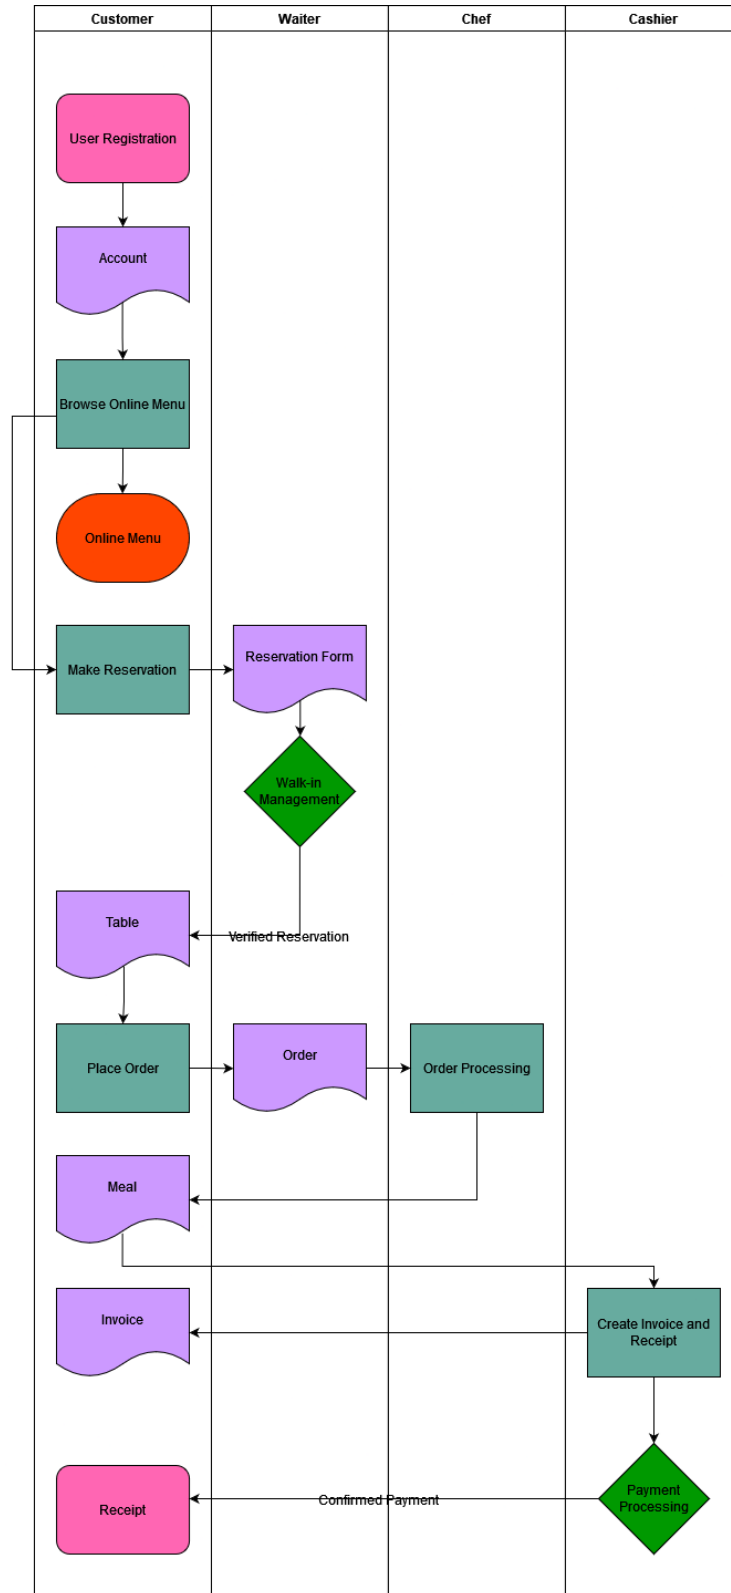 Customer
Waiter
Chef
Cashier
User Registration
Account
Browse Online Menu
Online Menu
Make Reservation
Reservation Form
Walk-in
Management
Table
Verified Reservation
Place Order
Order
Order Processing
Meal
Invoice
Create Invoice and
Receipt
Receipt
Confirmed Payment
Payment
Processing